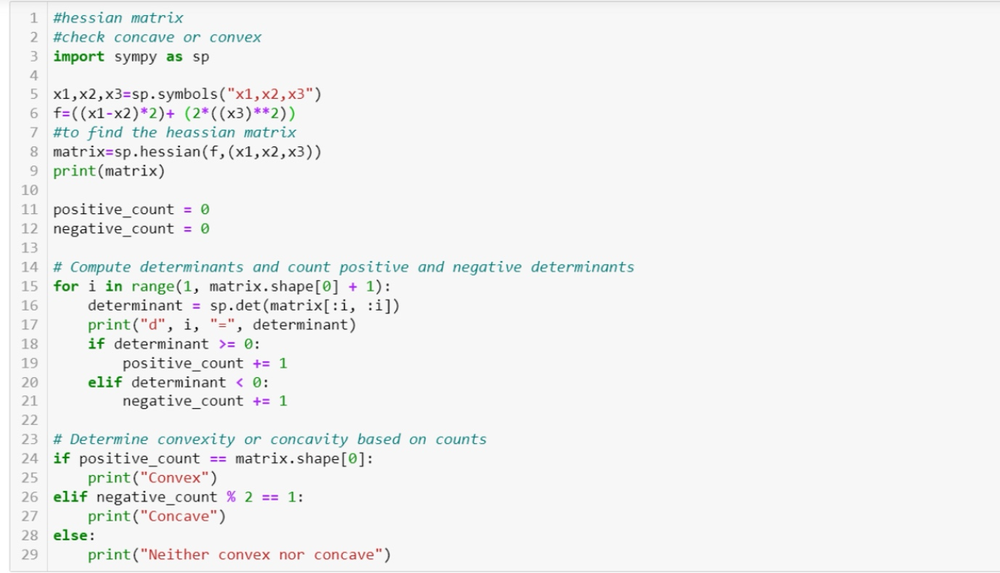 1 #hessian matrix
2 #check concave or convex
3 import sympy as sp
4
5 x1,x2,x3=sp.symbols("x1,x2,x3")
6 f=((x1-x2)*2)+ (2*((x3)**2))
7 #to find the heassian matrix
8 matrix=sp.hessian(f,(x1,x2,x3))
9 print(matrix)
10
11 positive_count = 0
12 negative_count = 0
13
14 # Compute determinants and count positive and negative determinants
15 for i in range(1, matrix.shape[0] + 1):
16     determinant = sp.det(matrix[:i, :i])
17     print("d", i, "=", determinant)
18     if determinant >= 0:
19         positive_count += 1
20     elif determinant < 0:
21         negative_count += 1
22
23 # Determine convexity or concavity based on counts
24 if positive_count == matrix.shape[0]:
25     print("Convex")
26 elif negative_count % 2 == 1:
27     print("Concave")
28 else:
29     print("Neither convex nor concave")